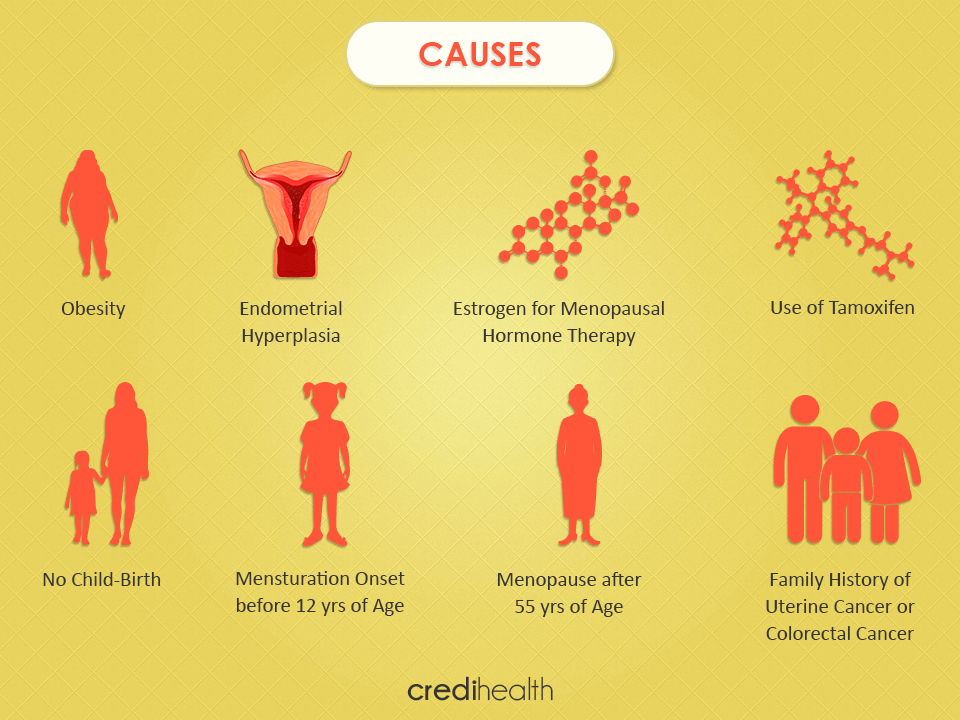 CAUSES
Obesity
Endometrial
Hyperplasia
Estrogen for Menopausal
Hormone Therapy
Use of Tamoxifen
No Child-Birth
Mensturation Onset
before 12 yrs of Age
Menopause after
55 yrs of Age
Family History of
Uterine Cancer or
Colorectal Cancer
credihealth